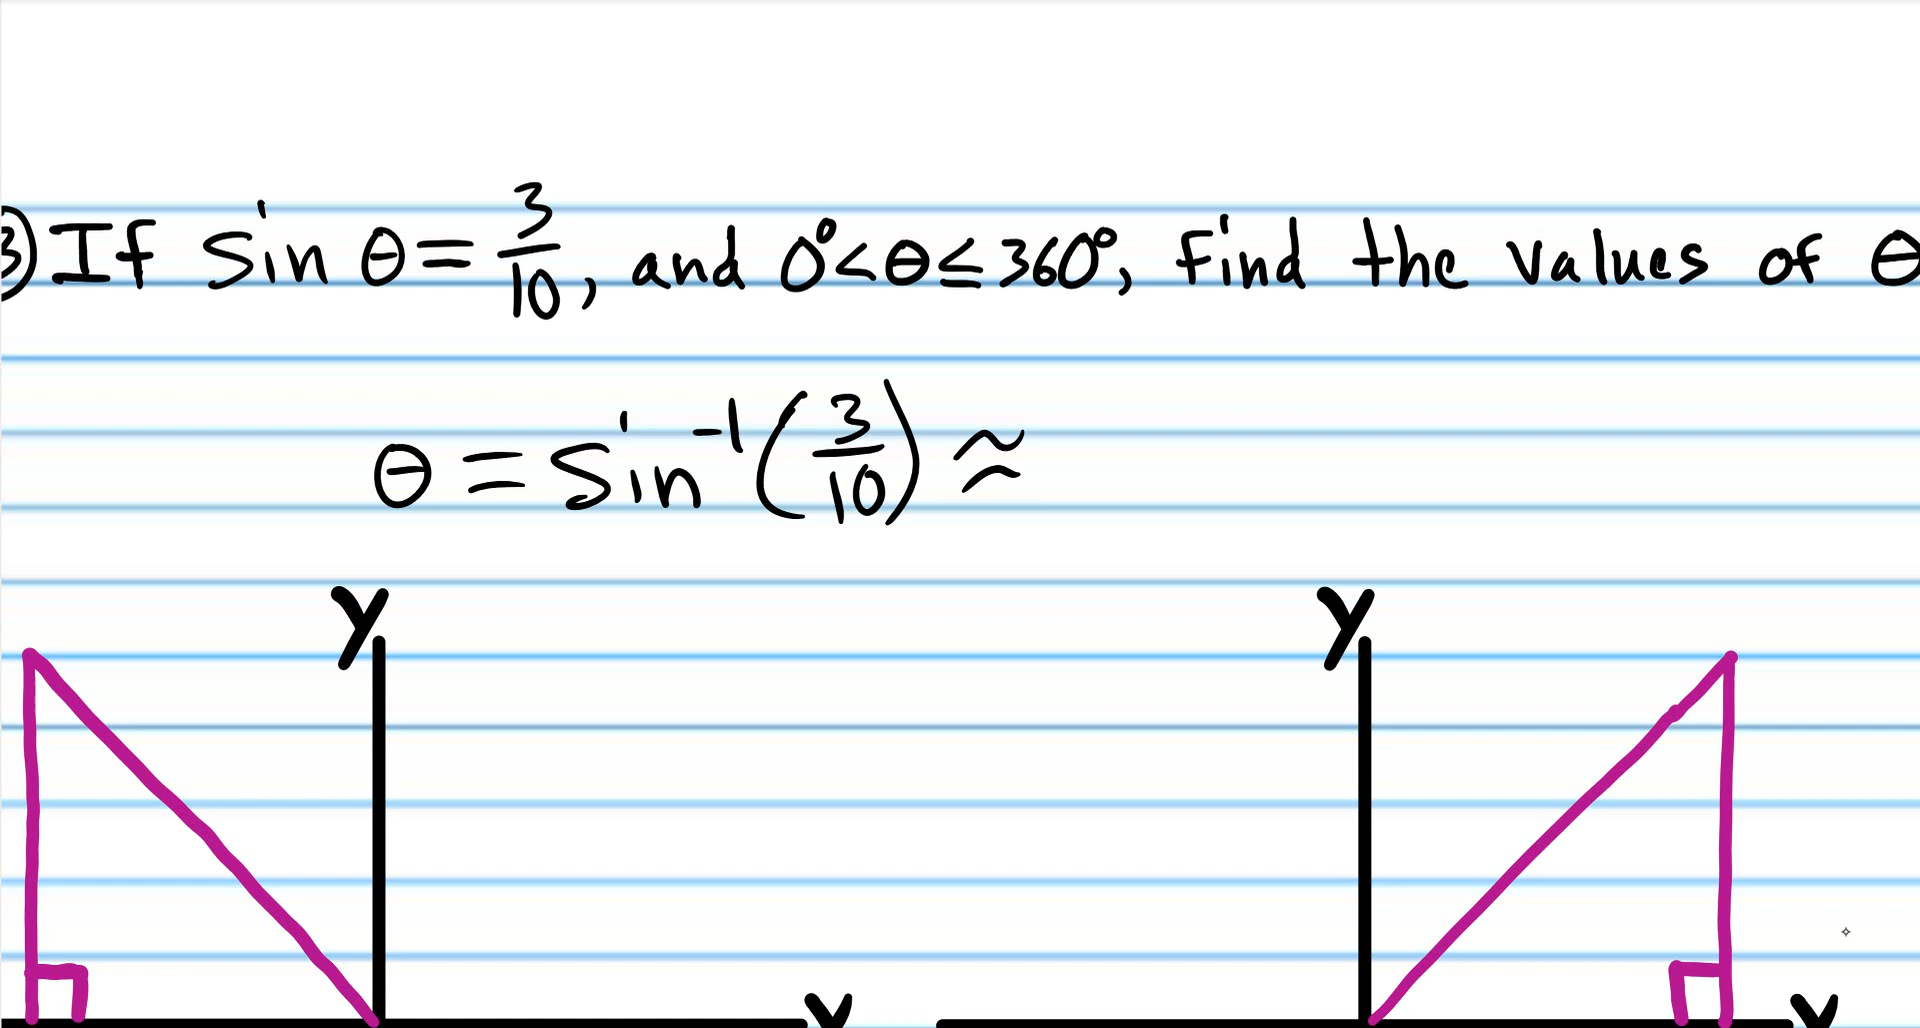 3) If sin θ = 3/10, and 0° < θ ≤ 360°, find the values of θ
θ = sin⁻¹(3/10) ≈
y y
x x